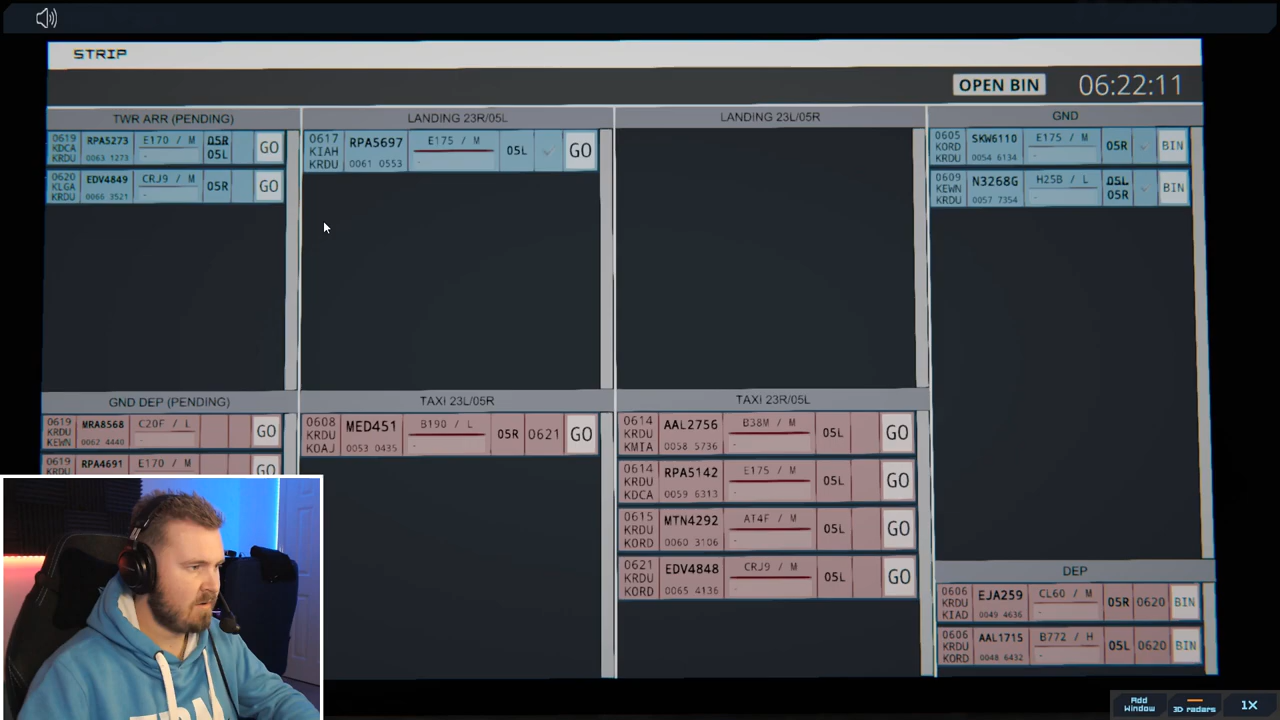 STRIP
OPEN BIN 06:22:11
TWR ARR (PENDING)
0619 RPA5273 E170 / M 05R GO
KDCA
KRDU 0063 1273 - 05L
0620 EDV4849 CRJ9 / M 05R GO
KLGA
KRDU 0066 3521 -
LANDING 23R/05L
0617 RPA5697 E175 / M 05L GO
KIAH
KRDU 0061 0553 -
LANDING 23L/05R
GND
0605 SKW6110 E175 / M 05R BIN
KORD
KRDU 0054 6134 -
0609 N3268G H25B / L 05L BIN
KEWN
KRDU 0057 7354 - 05R
GND DEP (PENDING)
0619 MRA8568 C20F / L GO
KRDU
KEWN 0062 4440 -
0619 RPA4691 E170 / M GO
KRDU
TAXI 23L/05R
0608 MED451 B190 / L 05R 0621 GO
KRDU
KOAJ 0053 0435 -
TAXI 23R/05L
0614 AAL2756 B38M / M 05L GO
KRDU
KMIA 0058 5736 -
0614 RPA5142 E175 / M 05L GO
KRDU
KDCA 0059 6313 -
0615 MTN4292 AT4F / M 05L GO
KRDU
KORD 0060 3106 -
0621 EDV4848 CRJ9 / M 05L GO
KRDU
KORD 0065 4136 -
DEP
0606 EJA259 CL60 / M 05R 0620 BIN
KRDU
KIAD 0049 4636 -
0606 AAL1715 B772 / H 05L 0620 BIN
KRDU
KORD 0048 6432 -
Add
Window
3D radars
1X